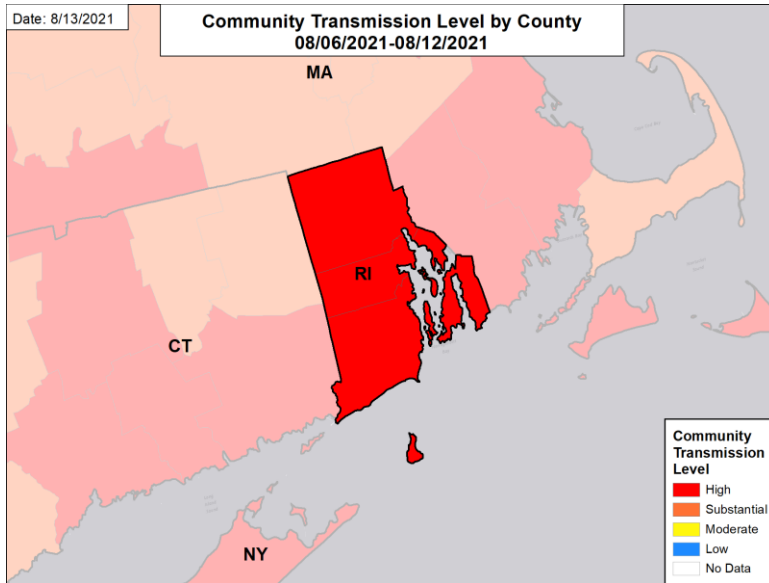 Date: 8/13/2021
Community Transmission Level by County
08/06/2021-08/12/2021
MA
RI
CT
NY
Community
Transmission
Level
High
Substantial
Moderate
Low
No Data